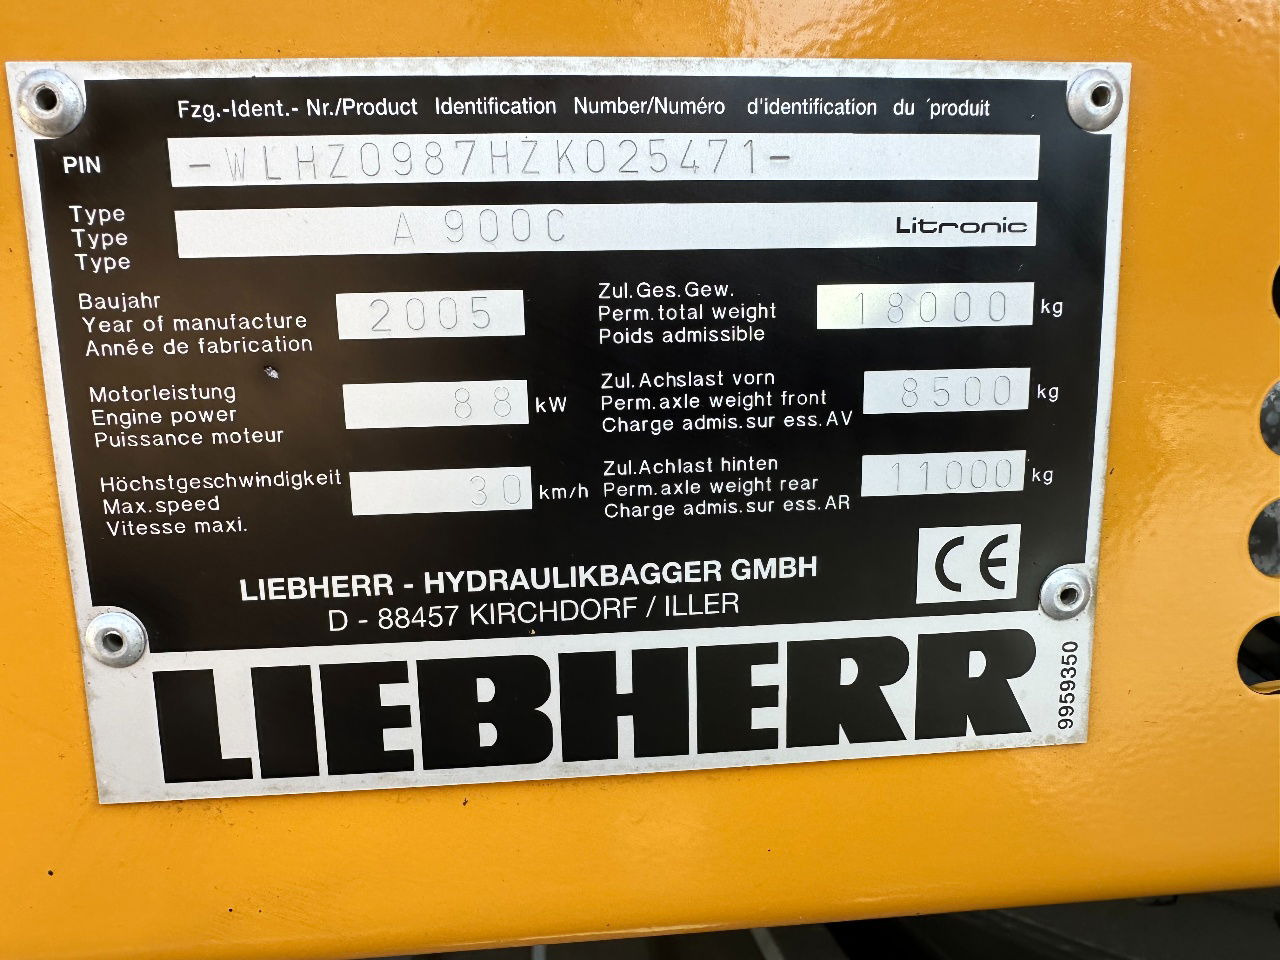 Fzg.-Ident.- Nr./Product Identification Number/Numéro d'identification du produit
PIN -WLHZ0987HZK025471-
Type
Type A 900C Litronic
Type
Baujahr
Year of manufacture 2005
Année de fabrication
Zul.Ges.Gew.
Perm.total weight 18000 kg
Poids admissible
Motorleistung
Engine power 88 kW
Puissance moteur
Zul.Achslast vorn
Perm.axle weight front 8500 kg
Charge admis.sur ess.AV
Höchstgeschwindigkeit
Max.speed 30 km/h
Vitesse maxi.
Zul.Achlast hinten
Perm.axle weight rear 11000 kg
Charge admis.sur ess.AR
CE
LIEBHERR - HYDRAULIKBAGGER GMBH
D - 88457 KIRCHDORF / ILLER
LIEBHERR
9959350